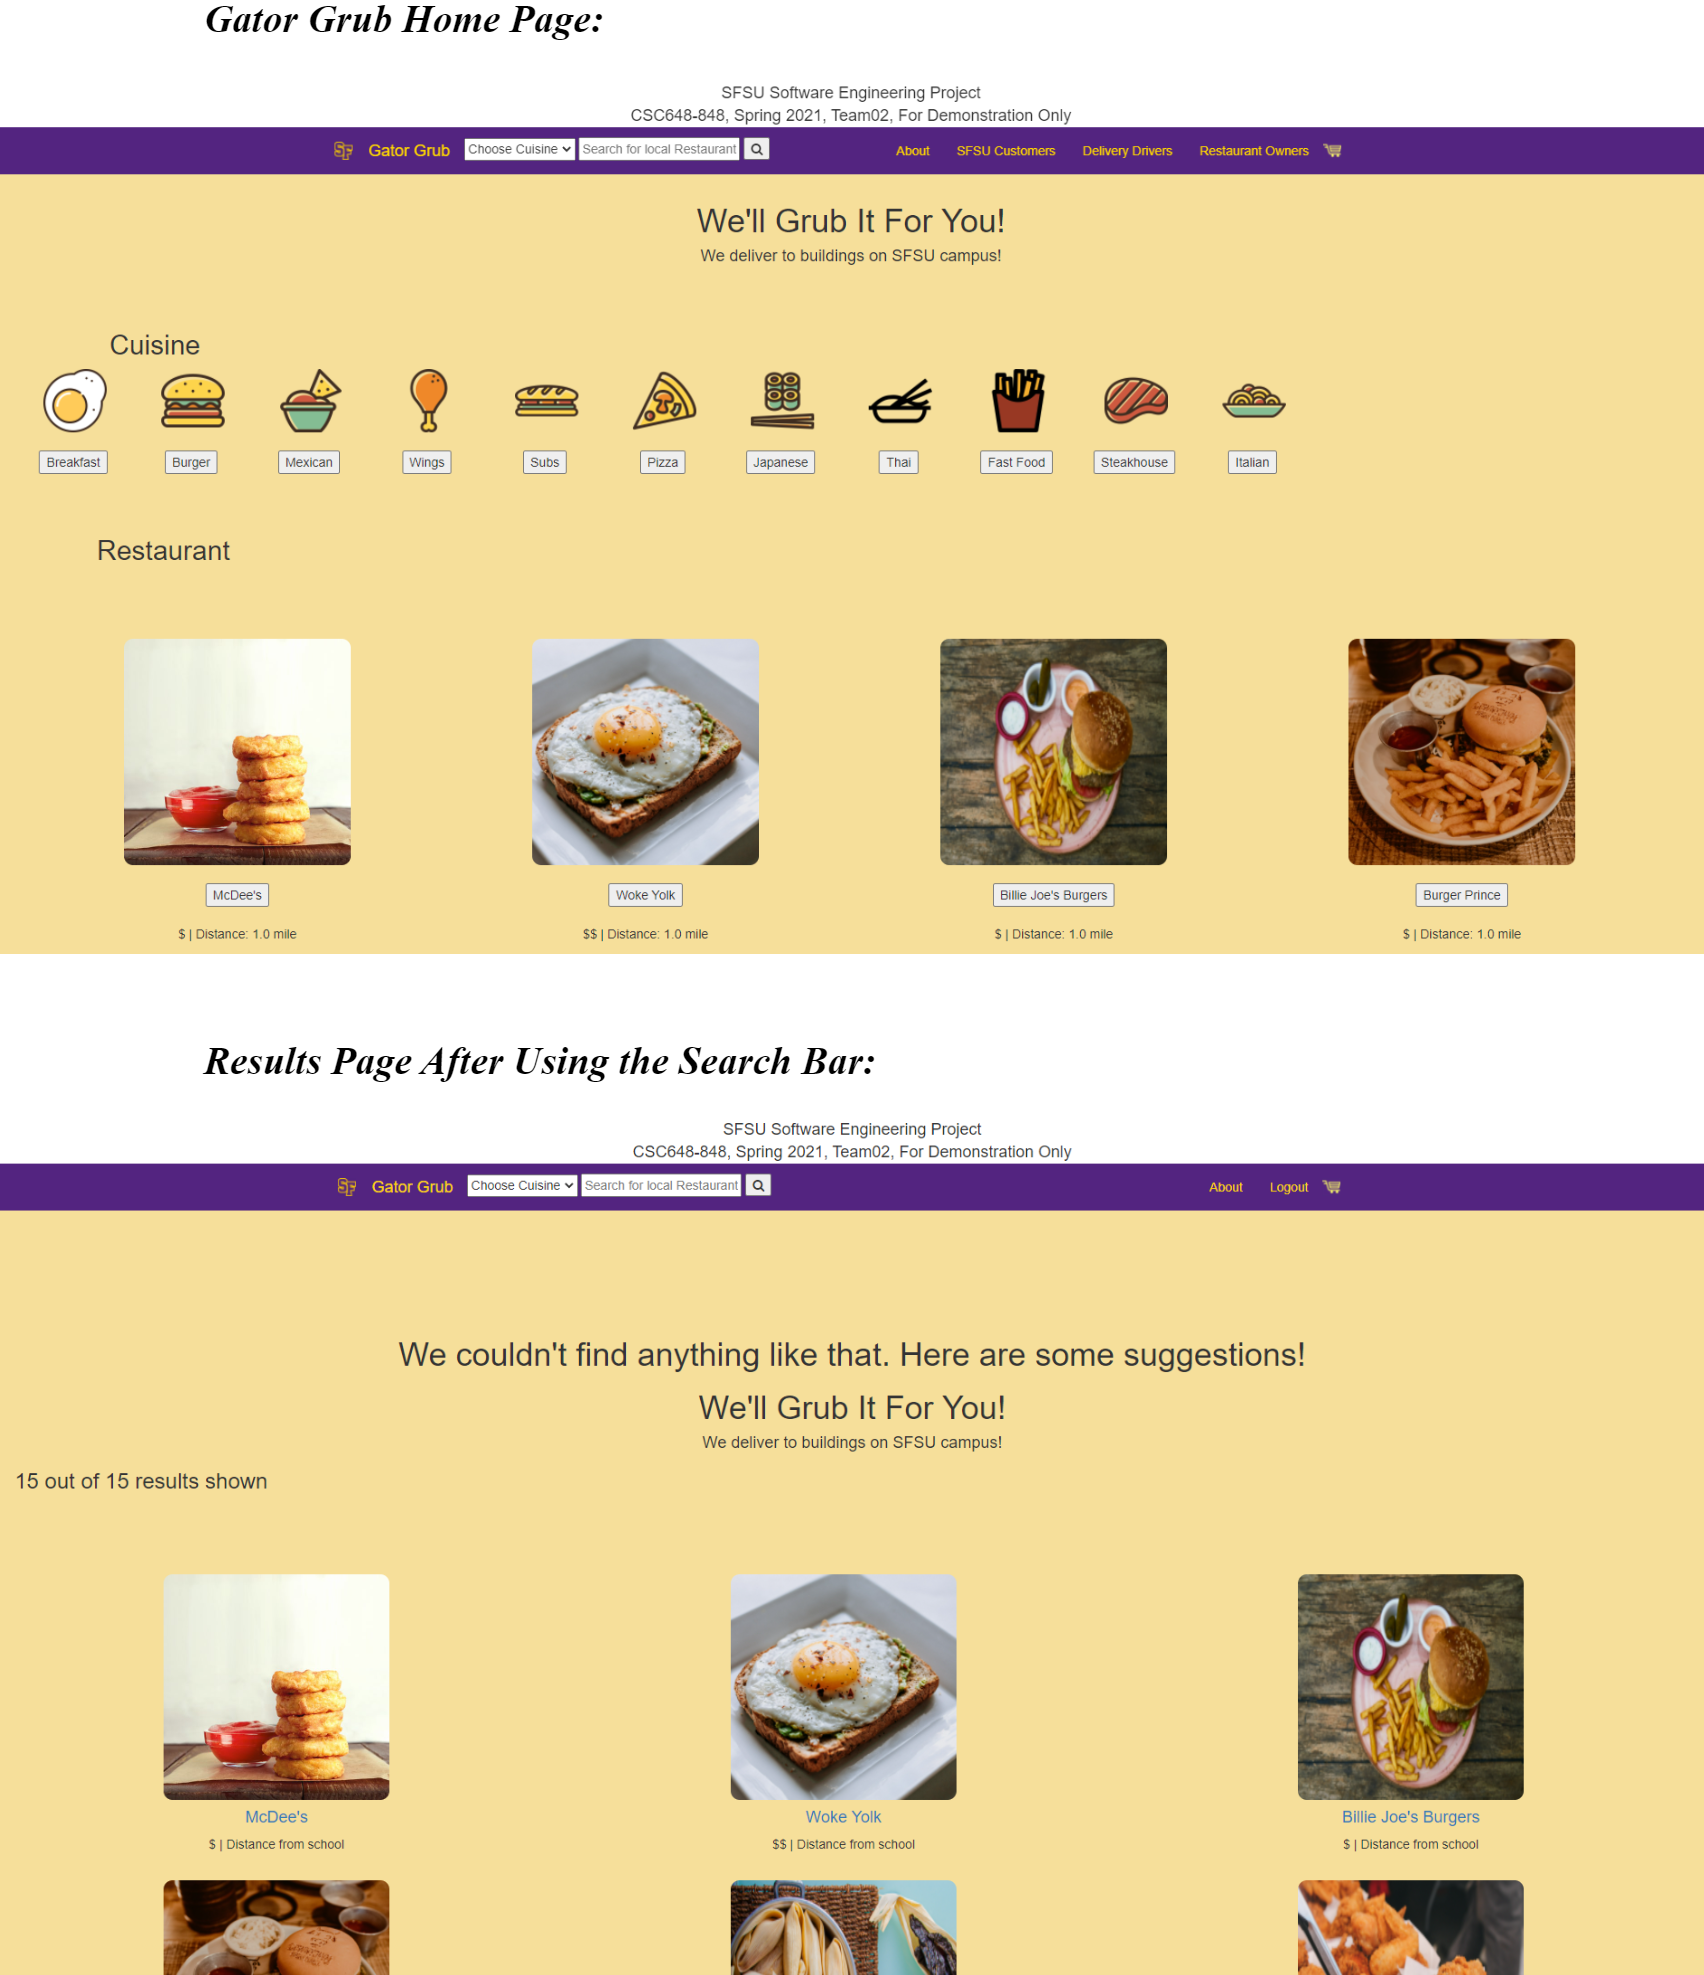 Gator Grub Home Page:
SFSU Software Engineering Project
CSC648-848, Spring 2021, Team02, For Demonstration Only
SF Gator Grub Choose Cuisine Search for local Restaurant About SFSU Customers Delivery Drivers Restaurant Owners
We'll Grub It For You!
We deliver to buildings on SFSU campus!
Cuisine
Breakfast Burger Mexican Wings Subs Pizza Japanese Thai Fast Food Steakhouse Italian
Restaurant
McDee's Woke Yolk Billie Joe's Burgers Burger Prince
$ | Distance: 1.0 mile $$ | Distance: 1.0 mile $ | Distance: 1.0 mile $ | Distance: 1.0 mile
Results Page After Using the Search Bar:
SFSU Software Engineering Project
CSC648-848, Spring 2021, Team02, For Demonstration Only
SF Gator Grub Choose Cuisine Search for local Restaurant About Logout
We couldn't find anything like that. Here are some suggestions!
We'll Grub It For You!
We deliver to buildings on SFSU campus!
15 out of 15 results shown
McDee's Woke Yolk Billie Joe's Burgers
$ | Distance from school $$ | Distance from school $ | Distance from school